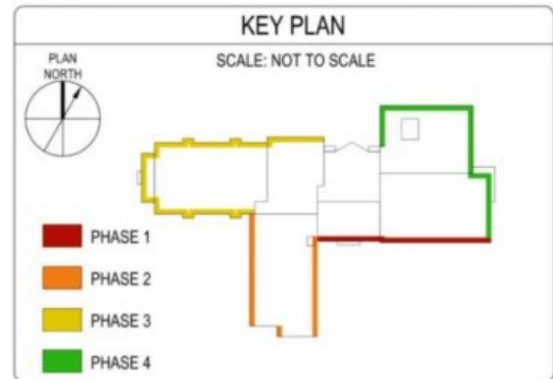 KEY PLAN
SCALE: NOT TO SCALE
PLAN
NORTH
PHASE 1
PHASE 2
PHASE 3
PHASE 4